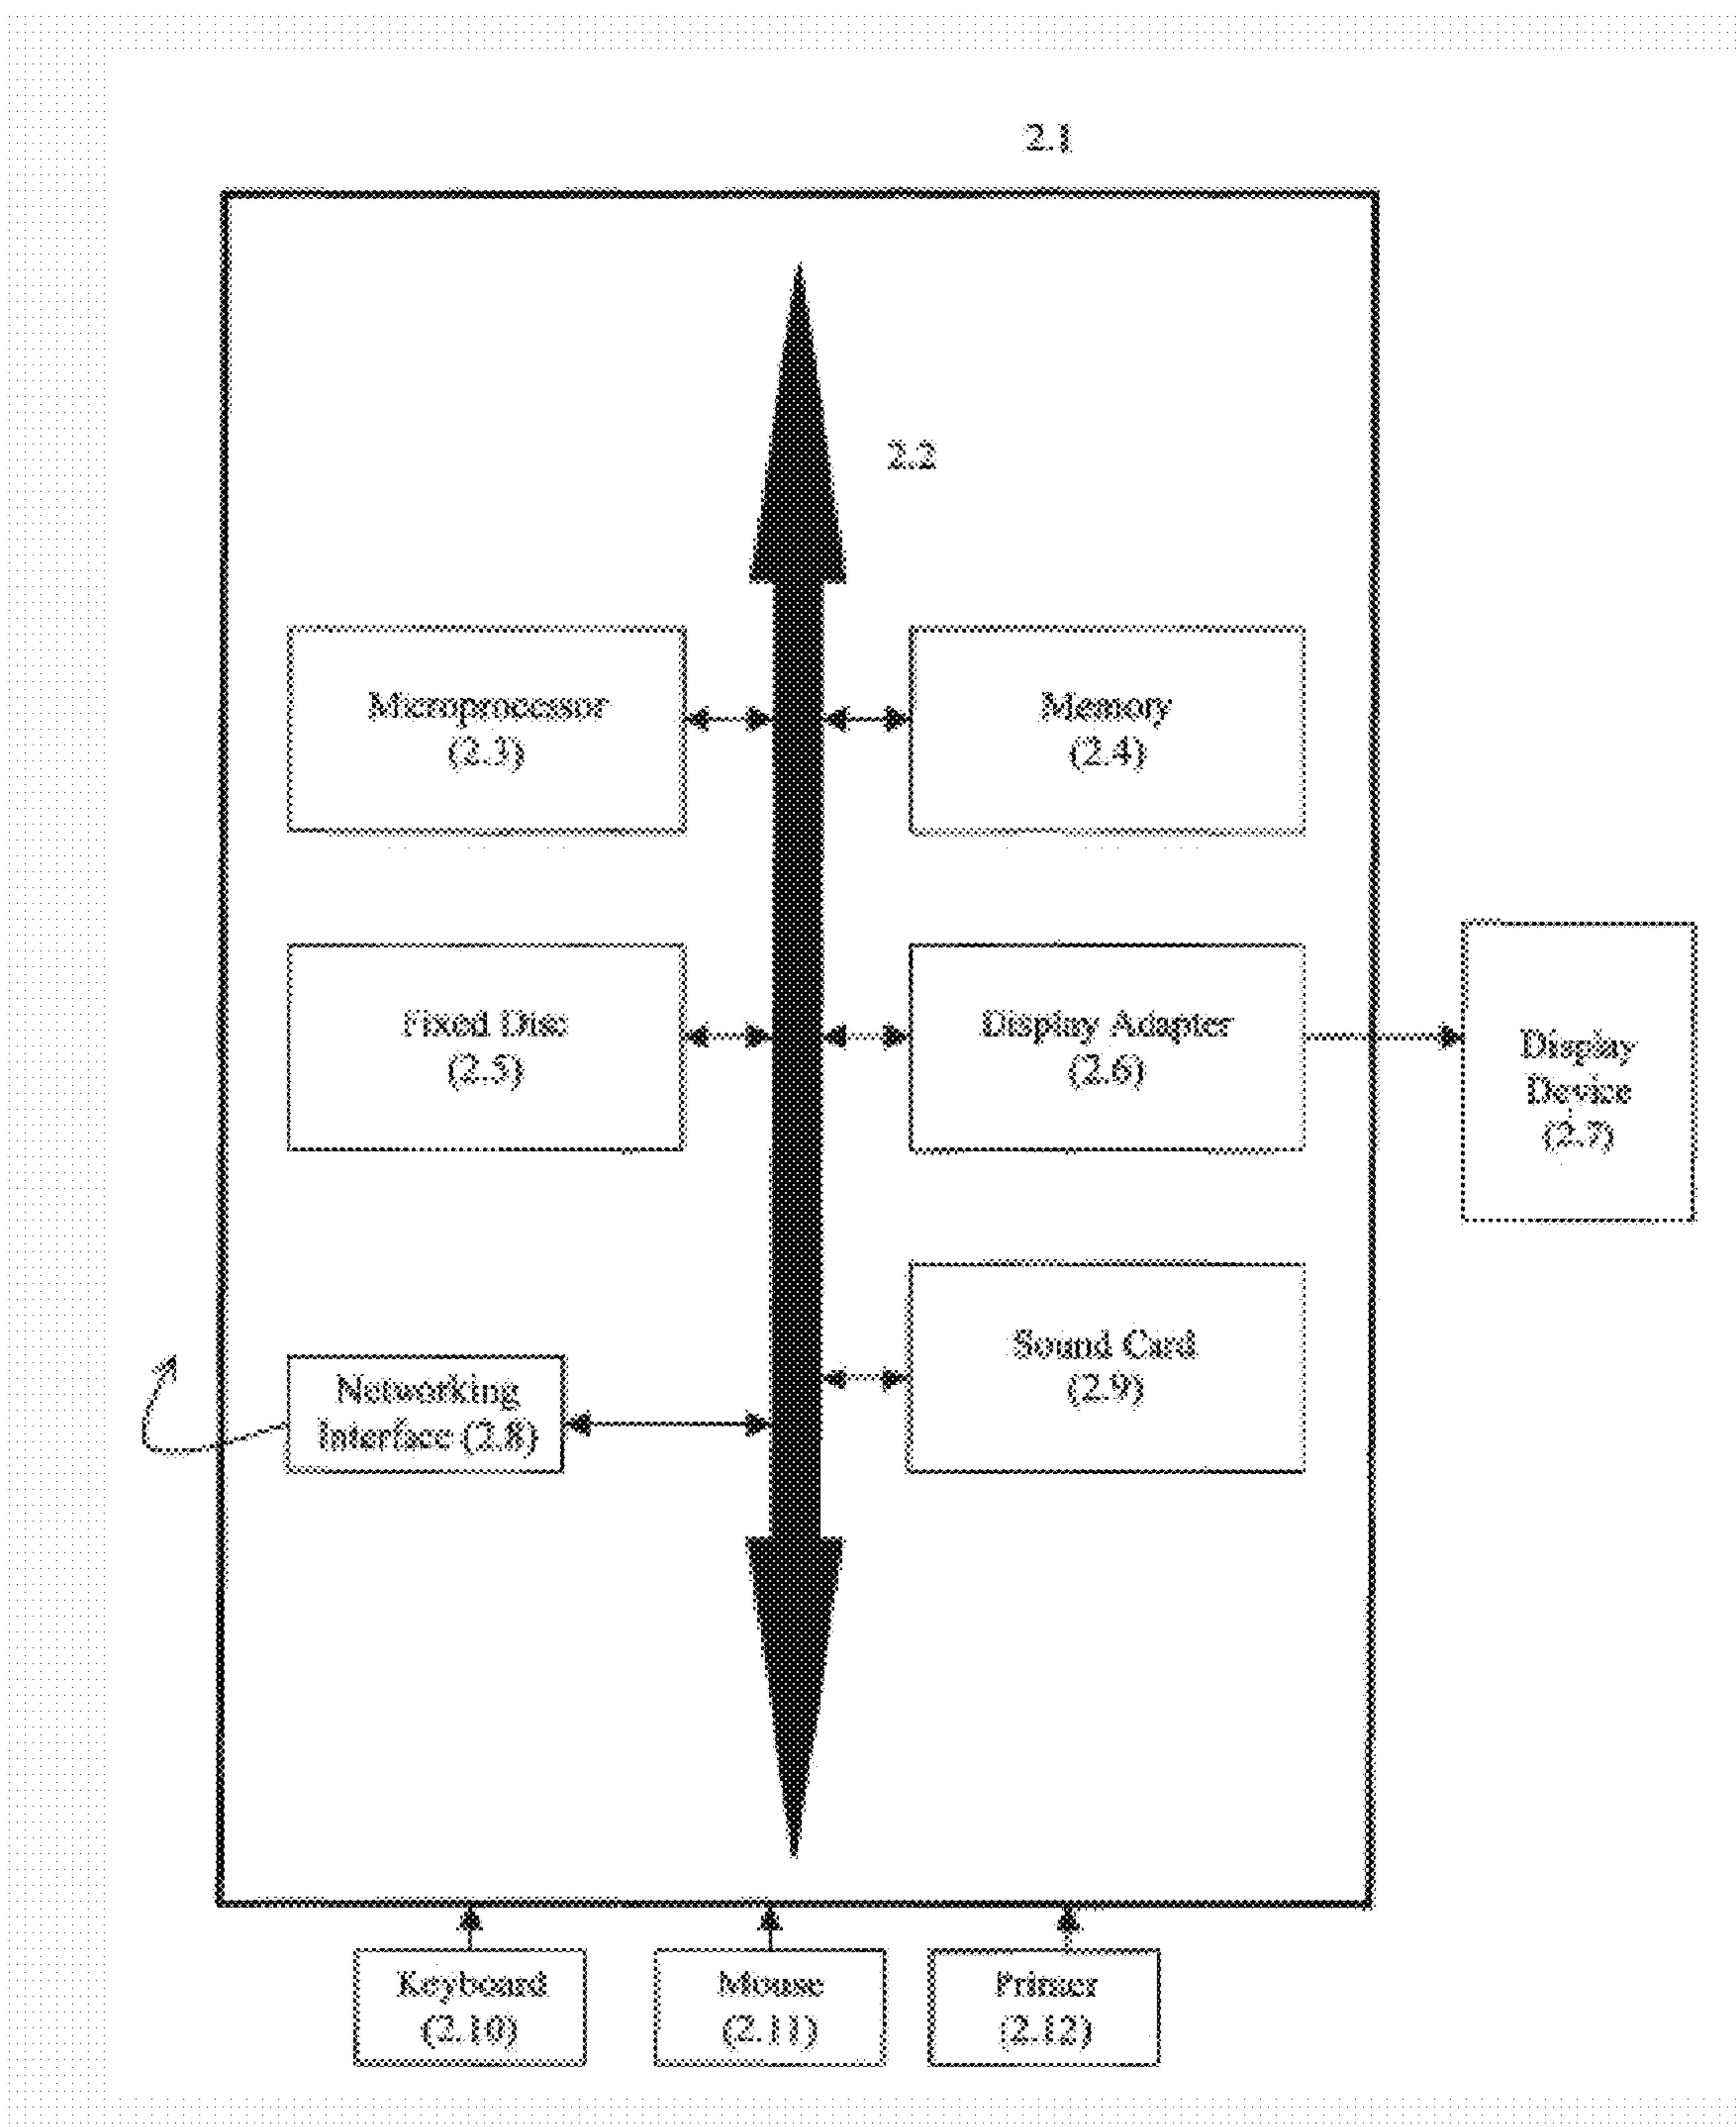 2.1
2.2
Microprocessor
(2.3)
Memory
(2.4)
Fixed Disc
(2.5)
Display Adapter
(2.6)
Display
Device
(2.7)
Sound Card
(2.9)
Networking
Interface (2.8)
Keyboard
(2.10)
Mouse
(2.11)
Printer
(2.12)